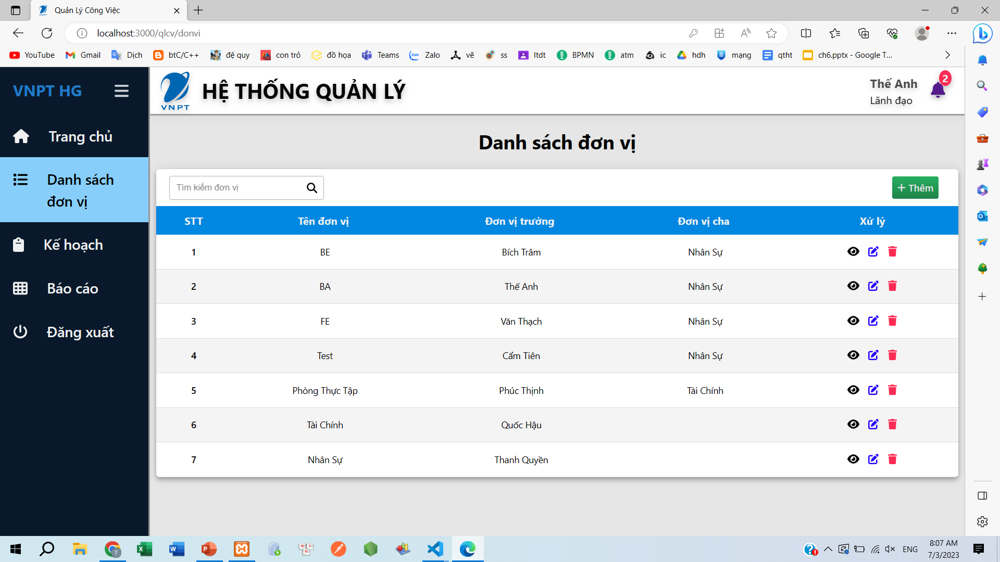 Quản Lý Công Việc
localhost:3000/qlcv/donvi
YouTube Gmail Dịch btC/C++ đệ quy con trỏ đồ họa Teams Zalo vẽ ss ltdt BPMN atm ic hdh mạng qtht ch6.pptx - Google T...
VNPT HG
VNPT
HỆ THỐNG QUẢN LÝ
Thế Anh
Lãnh đạo
2
Trang chủ
Danh sách
đơn vị
Kế hoạch
Báo cáo
Đăng xuất
Danh sách đơn vị
Tìm kiếm đơn vị
+ Thêm
STT Tên đơn vị Đơn vị trưởng Đơn vị cha Xử lý
1 BE Bích Trâm Nhân Sự
2 BA Thế Anh Nhân Sự
3 FE Văn Thạch Nhân Sự
4 Test Cẩm Tiên Nhân Sự
5 Phòng Thực Tập Phúc Thịnh Tài Chính
6 Tài Chính Quốc Hậu
7 Nhân Sự Thanh Quyền
ENG
8:07 AM
7/3/2023